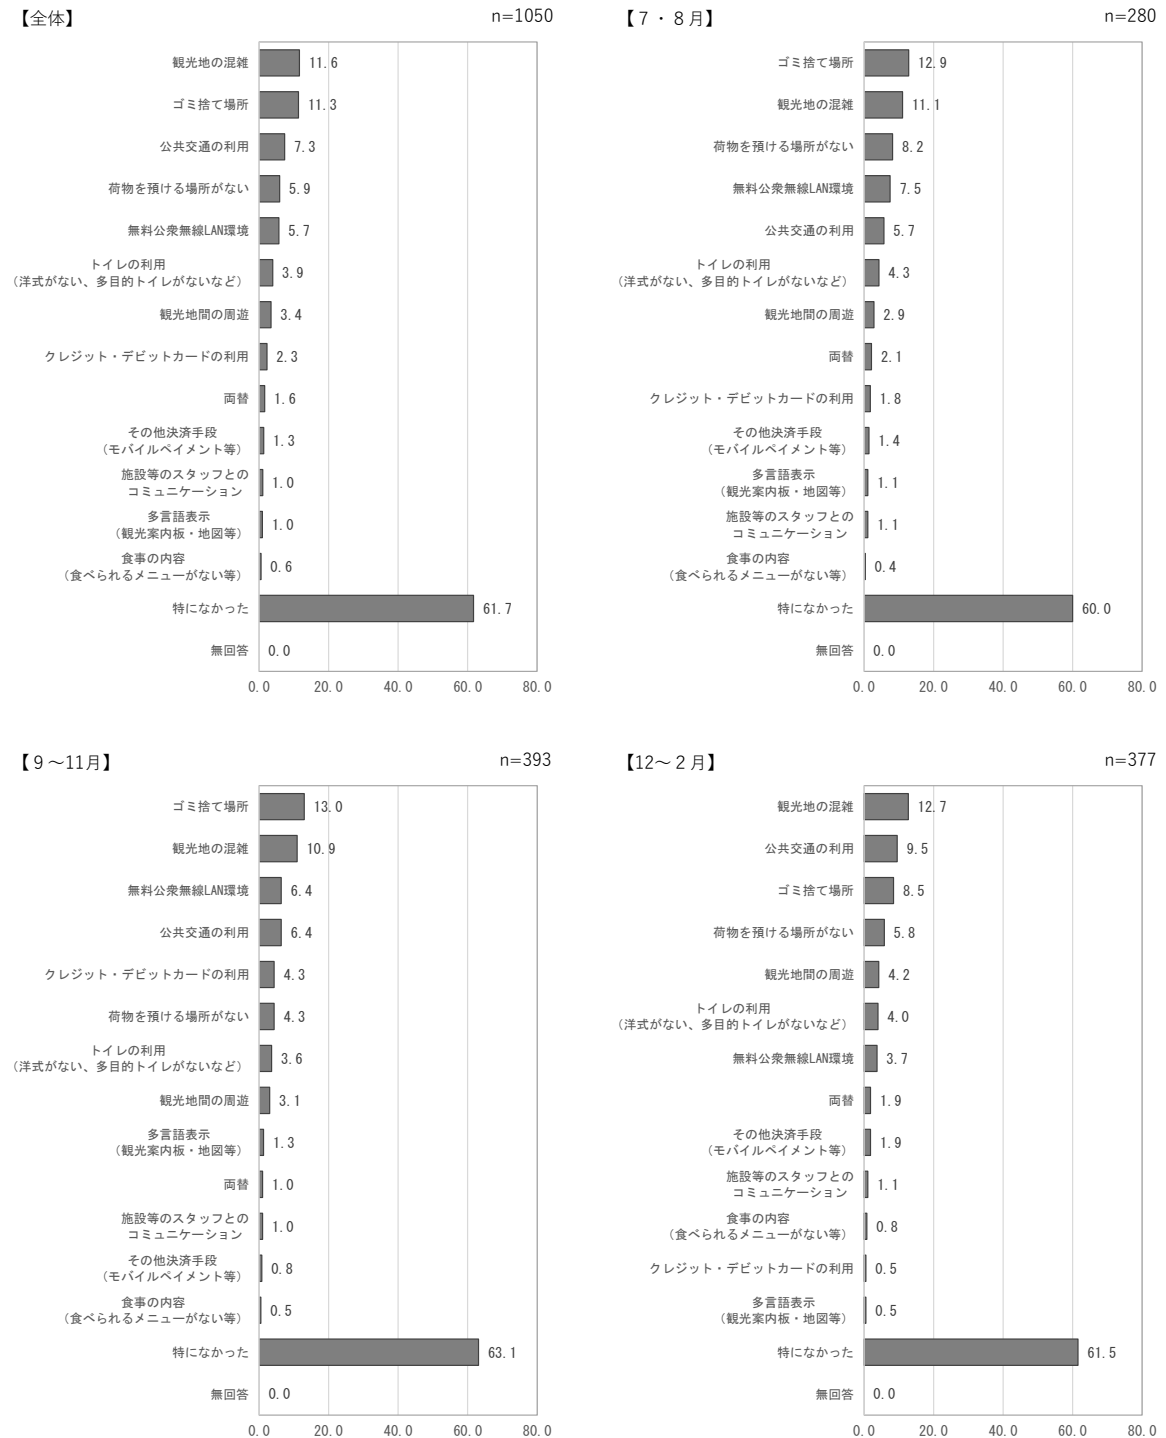 【全体】 n=1050
観光地の混雑 11.6
ゴミ捨て場所 11.3
公共交通の利用 7.3
荷物を預ける場所がない 5.9
無料公衆無線LAN環境 5.7
トイレの利用
（洋式がない、多目的トイレがないなど） 3.9
観光地間の周遊 3.4
クレジット・デビットカードの利用 2.3
両替 1.6
その他決済手段
（モバイルペイメント等） 1.3
施設等のスタッフとの
コミュニケーション 1.0
多言語表示
（観光案内板・地図等） 1.0
食事の内容
（食べられるメニューがない等） 0.6
特になかった 61.7
無回答 0.0
0.0 20.0 40.0 60.0 80.0
【７・８月】 n=280
ゴミ捨て場所 12.9
観光地の混雑 11.1
荷物を預ける場所がない 8.2
無料公衆無線LAN環境 7.5
公共交通の利用 5.7
トイレの利用
（洋式がない、多目的トイレがないなど） 4.3
観光地間の周遊 2.9
両替 2.1
クレジット・デビットカードの利用 1.8
その他決済手段
（モバイルペイメント等） 1.4
多言語表示
（観光案内板・地図等） 1.1
施設等のスタッフとの
コミュニケーション 1.1
食事の内容
（食べられるメニューがない等） 0.4
特になかった 60.0
無回答 0.0
0.0 20.0 40.0 60.0 80.0
【９～11月】 n=393
ゴミ捨て場所 13.0
観光地の混雑 10.9
無料公衆無線LAN環境 6.4
公共交通の利用 6.4
クレジット・デビットカードの利用 4.3
荷物を預ける場所がない 4.3
トイレの利用
（洋式がない、多目的トイレがないなど） 3.6
観光地間の周遊 3.1
多言語表示
（観光案内板・地図等） 1.3
両替 1.0
施設等のスタッフとの
コミュニケーション 1.0
その他決済手段
（モバイルペイメント等） 0.8
食事の内容
（食べられるメニューがない等） 0.5
特になかった 63.1
無回答 0.0
0.0 20.0 40.0 60.0 80.0
【12～２月】 n=377
観光地の混雑 12.7
公共交通の利用 9.5
ゴミ捨て場所 8.5
荷物を預ける場所がない 5.8
観光地間の周遊 4.2
トイレの利用
（洋式がない、多目的トイレがないなど） 4.0
無料公衆無線LAN環境 3.7
両替 1.9
その他決済手段
（モバイルペイメント等） 1.9
施設等のスタッフとの
コミュニケーション 1.1
食事の内容
（食べられるメニューがない等） 0.8
クレジット・デビットカードの利用 0.5
多言語表示
（観光案内板・地図等） 0.5
特になかった 61.5
無回答 0.0
0.0 20.0 40.0 60.0 80.0